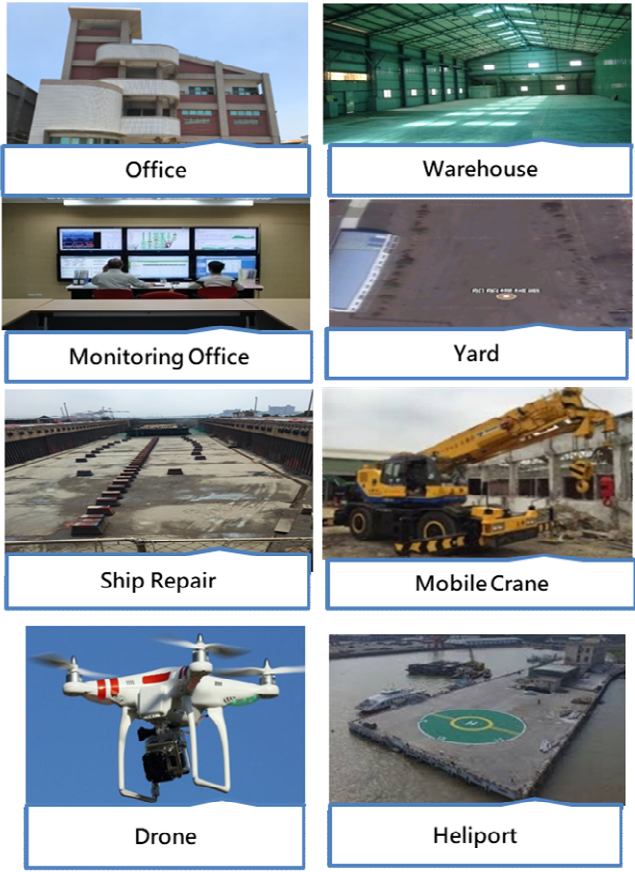 Office
Warehouse
Monitoring Office
Yard
Ship Repair
Mobile Crane
H
Drone
Heliport